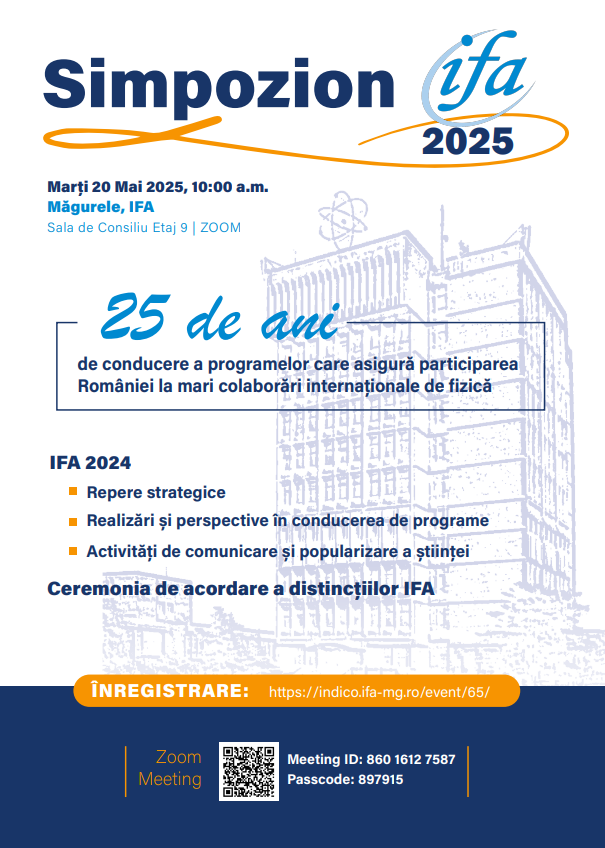 Simpozion
ifa
2025
Marți 20 Mai 2025, 10:00 a.m.
Măgurele, IFA
Sala de Consiliu Etaj 9 | ZOOM
25 de ani
de conducere a programelor care asigură participarea
României la mari colaborări internaționale de fizică
IFA 2024
Repere strategice
Realizări și perspective în conducerea de programe
Activități de comunicare și popularizare a științei
Ceremonia de acordare a distincțiilor IFA
ÎNREGISTRARE: https://indico.ifa-mg.ro/event/65/
Zoom
Meeting
Meeting ID: 860 1612 7587
Passcode: 897915